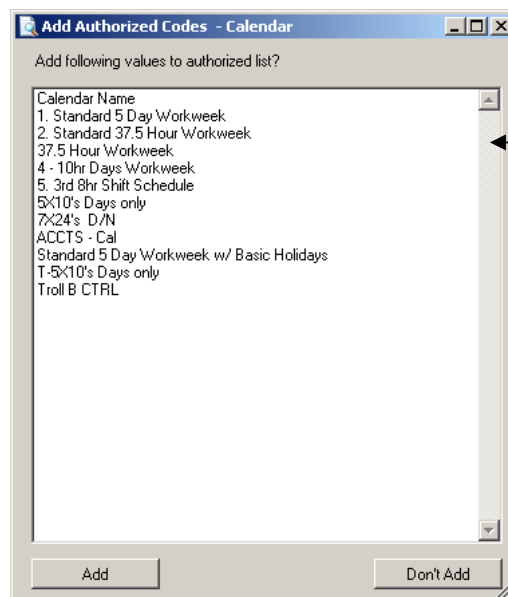 Add Authorized Codes - Calendar
Add following values to authorized list?
Calendar Name
1. Standard 5 Day Workweek
2. Standard 37.5 Hour Workweek
37.5 Hour Workweek
4 - 10hr Days Workweek
5. 3rd 8hr Shift Schedule
5X10's Days only
7X24's D/N
ACCTS - Cal
Standard 5 Day Workweek w/ Basic Holidays
T-5X10's Days only
Troll B CTRL
Add
Don't Add